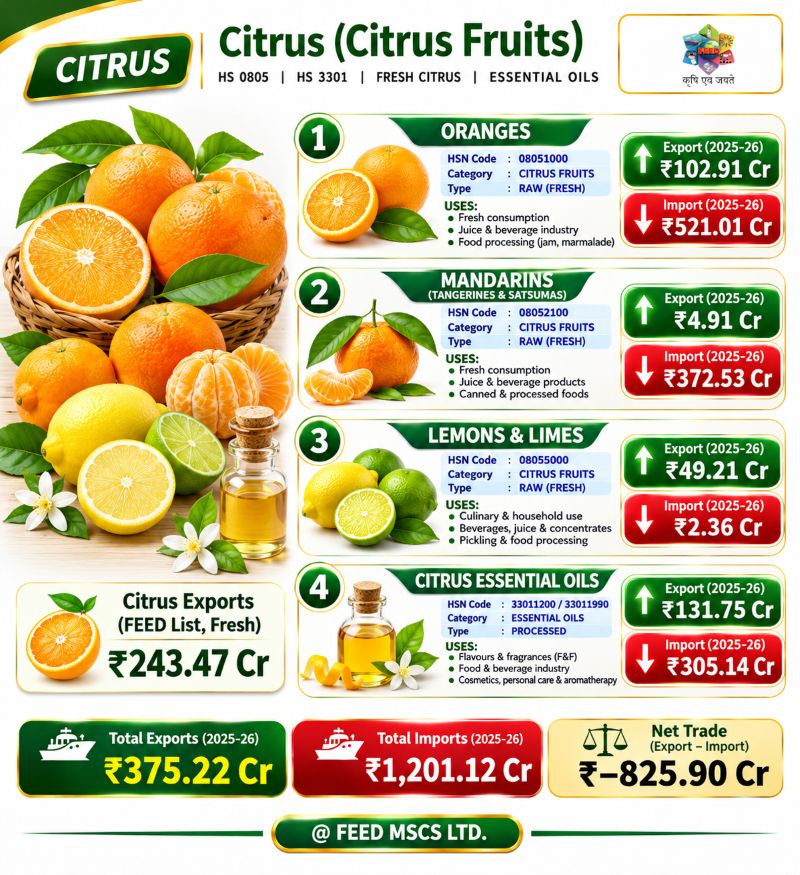 CITRUS
Citrus (Citrus Fruits)
HS 0805 | HS 3301 | FRESH CITRUS | ESSENTIAL OILS
FEED
कृषि एवं जयते
1
ORANGES
HSN Code : 08051000
Category : CITRUS FRUITS
Type : RAW (FRESH)
USES:
• Fresh consumption
• Juice & beverage industry
• Food processing (jam, marmalade)
Export (2025-26)
₹102.91 Cr
Import (2025-26)
₹521.01 Cr
2
MANDARINS
(TANGERINES & SATSUMAS)
HSN Code : 08052100
Category : CITRUS FRUITS
Type : RAW (FRESH)
USES:
• Fresh consumption
• Juice & beverage products
• Canned & processed foods
Export (2025-26)
₹4.91 Cr
Import (2025-26)
₹372.53 Cr
3
LEMONS & LIMES
HSN Code : 08055000
Category : CITRUS FRUITS
Type : RAW (FRESH)
USES:
• Culinary & household use
• Beverages, juice & concentrates
• Pickling & food processing
Export (2025-26)
₹49.21 Cr
Import (2025-26)
₹2.36 Cr
4
CITRUS ESSENTIAL OILS
HSN Code : 33011200 / 33011990
Category : ESSENTIAL OILS
Type : PROCESSED
USES:
• Flavours & fragrances (F&F)
• Food & beverage industry
• Cosmetics, personal care & aromatherapy
Export (2025-26)
₹131.75 Cr
Import (2025-26)
₹305.14 Cr
Citrus Exports
(FEED List, Fresh)
₹243.47 Cr
Total Exports (2025-26)
₹375.22 Cr
Total Imports (2025-26)
₹1,201.12 Cr
Net Trade
(Export – Import)
₹–825.90 Cr
@ FEED MSCS LTD.